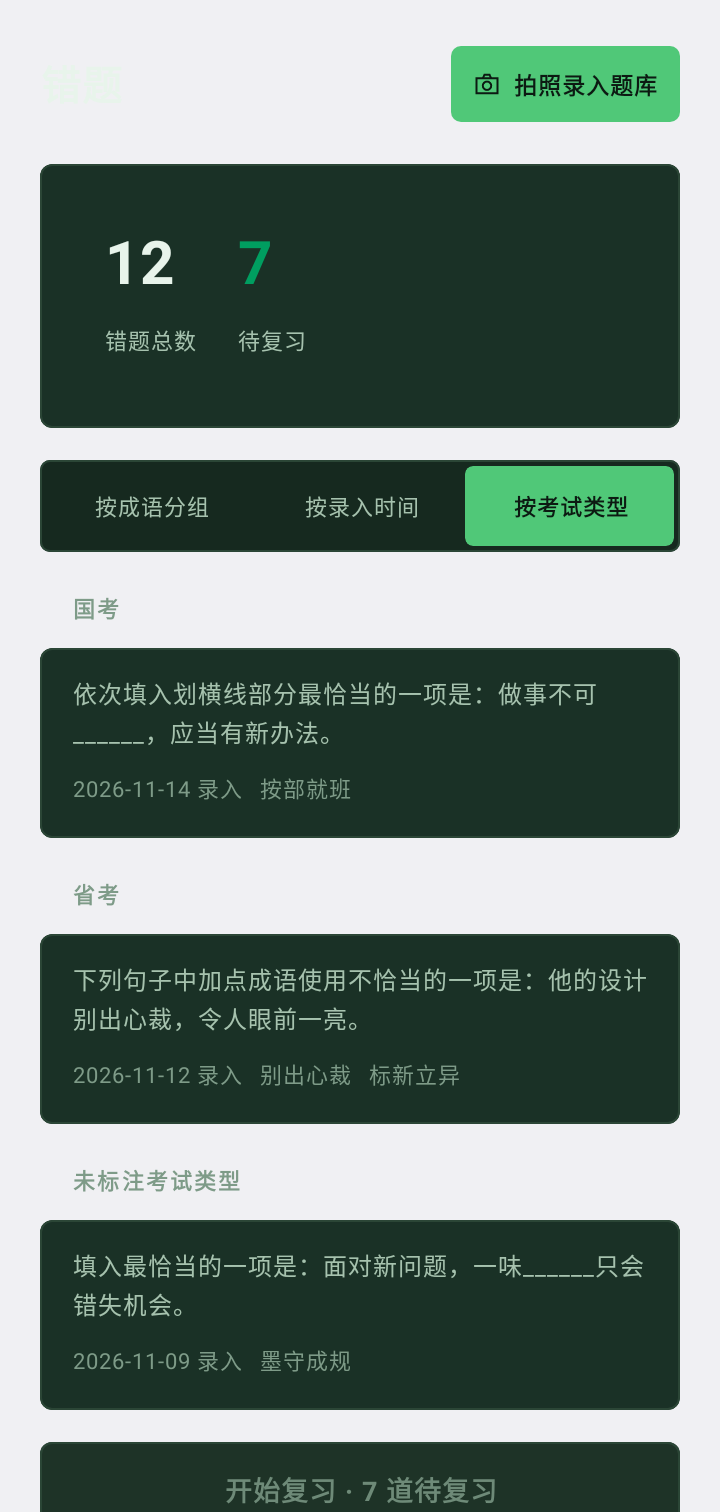 拍照录入题库
12
7
错题总数
待复习
按成语分组
按录入时间
按考试类型
国考
依次填入划横线部分最恰当的一项是：做事不可
______，应当有新办法。
2026-11-14 录入 按部就班
省考
下列句子中加点成语使用不恰当的一项是：他的设计
别出心裁，令人眼前一亮。
2026-11-12 录入 别出心裁 标新立异
未标注考试类型
填入最恰当的一项是：面对新问题，一味______只会
错失机会。
2026-11-09 录入 墨守成规
开始复习 · 7 道待复习